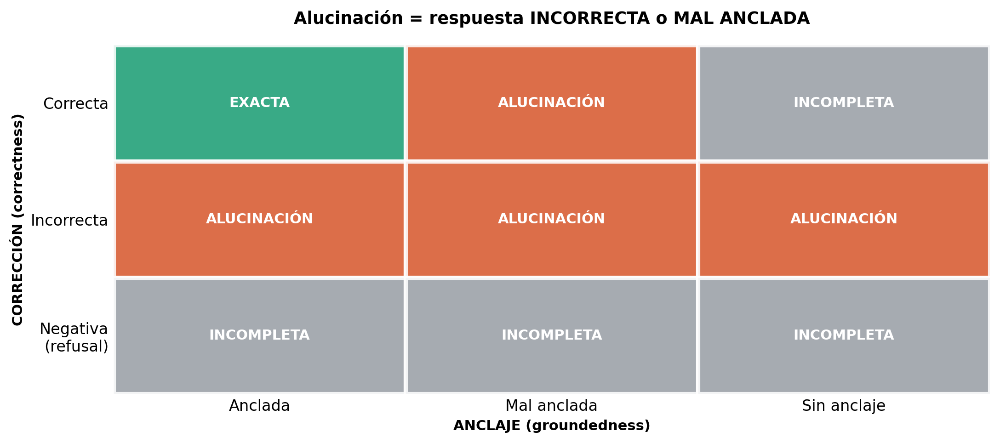 Alucinación = respuesta INCORRECTA o MAL ANCLADA
CORRECCIÓN (correctness)
Correcta
EXACTA
ALUCINACIÓN
INCOMPLETA
Incorrecta
ALUCINACIÓN
ALUCINACIÓN
ALUCINACIÓN
Negativa
(refusal)
INCOMPLETA
INCOMPLETA
INCOMPLETA
Anclada
Mal anclada
Sin anclaje
ANCLAJE (groundedness)